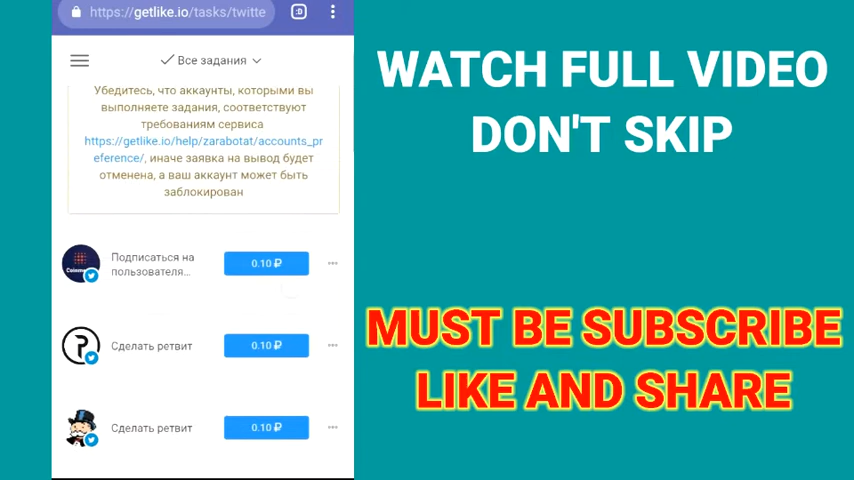 https://getlike.io/tasks/twitte
Все задания
Убедитесь, что аккаунты, которыми вы
выполняете задания, соответствуют
требованиям сервиса
https://getlike.io/help/zarabotat/accounts_pr
eference/, иначе заявка на вывод будет
отменена, а ваш аккаунт может быть
заблокирован
Подписаться на
пользователя...
0.10 ₽
Сделать ретвит
0.10 ₽
Сделать ретвит
0.10 ₽
WATCH FULL VIDEO
DON'T SKIP
MUST BE SUBSCRIBE
LIKE AND SHARE